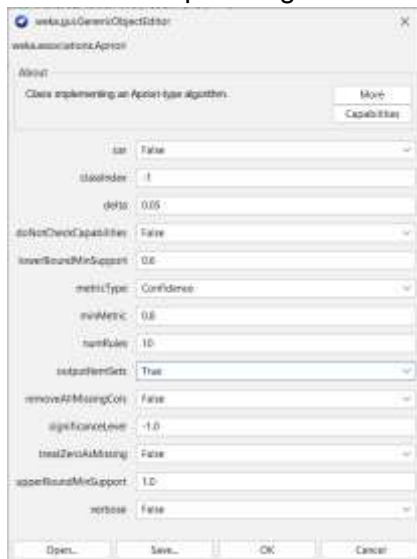 weka.gui.GenericObjectEditor
weka.associations.Apriori
About
Class implementing an Apriori-type algorithm.
More
Capabilities
car False
classIndex -1
delta 0.05
doNotCheckCapabilities False
lowerBoundMinSupport 0.6
metricType Confidence
minMetric 0.8
numRules 10
outputItemSets True
removeAllMissingCols False
significanceLevel -1.0
treatZeroAsMissing False
upperBoundMinSupport 1.0
verbose False
Open... Save... OK Cancel